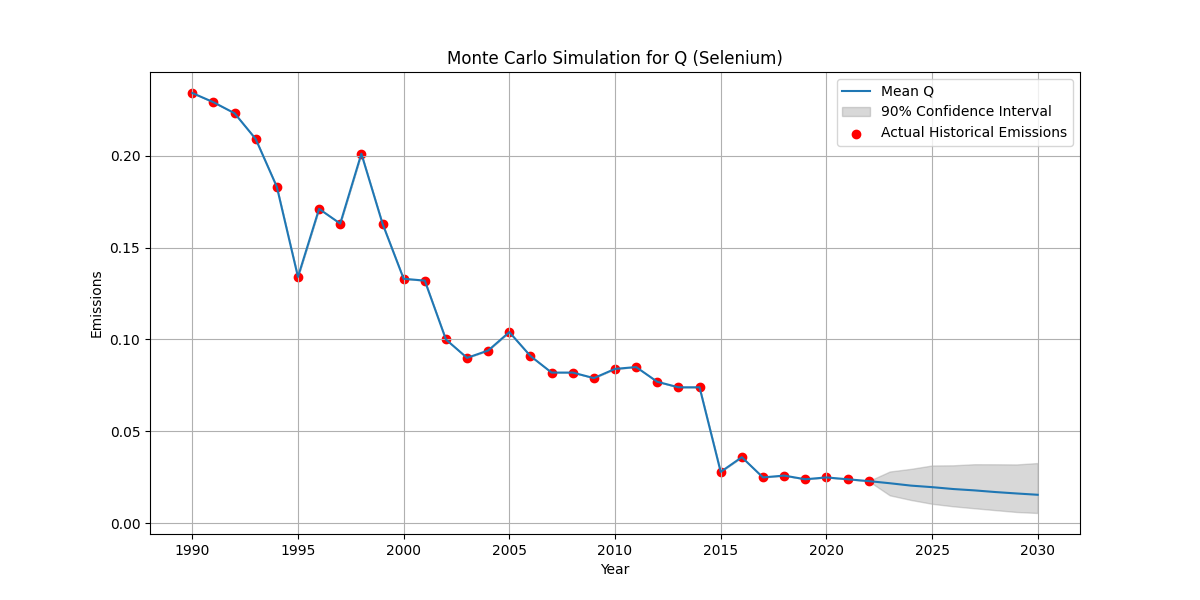 Monte Carlo Simulation for Q (Selenium)
Mean Q
90% Confidence Interval
Actual Historical Emissions
Emissions
0.20
0.15
0.10
0.05
0.00
1990 1995 2000 2005 2010 2015 2020 2025 2030
Year